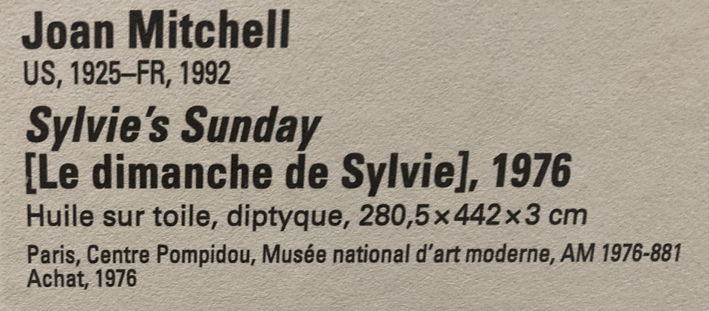 Joan Mitchell
US, 1925–FR, 1992
Sylvie's Sunday
[Le dimanche de Sylvie], 1976
Huile sur toile, diptyque, 280,5×442×3 cm
Paris, Centre Pompidou, Musée national d'art moderne, AM 1976-881
Achat, 1976